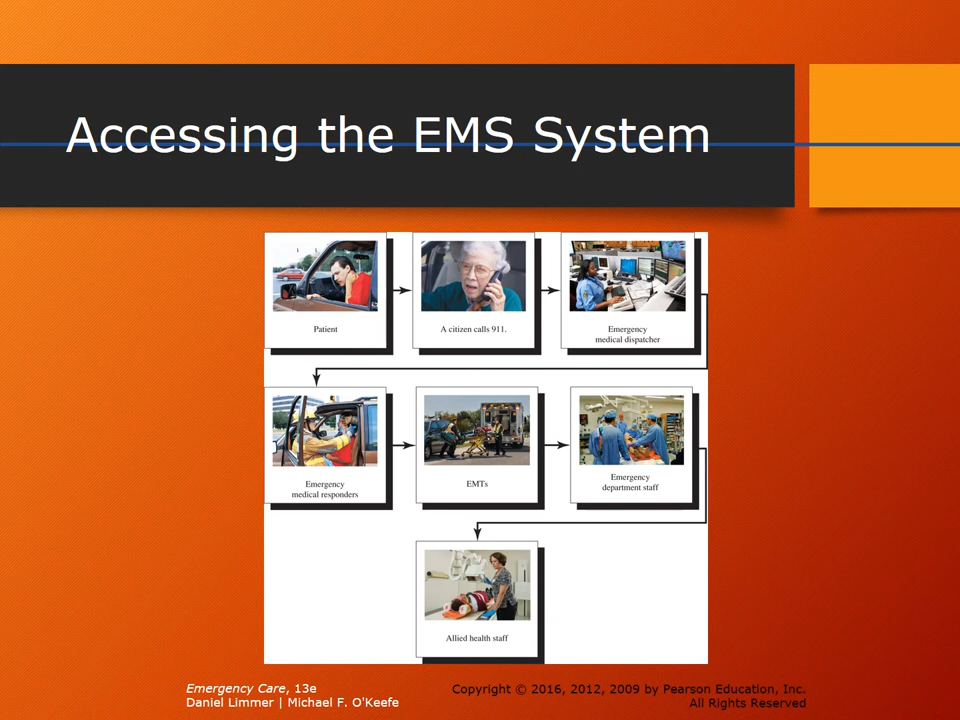 Accessing the EMS System
Patient
A citizen calls 911.
Emergency
medical dispatcher
Emergency
medical responders
EMTs
Emergency
department staff
Allied health staff
Emergency Care, 13e
Daniel Limmer | Michael F. O'Keefe
Copyright © 2016, 2012, 2009 by Pearson Education, Inc.
All Rights Reserved